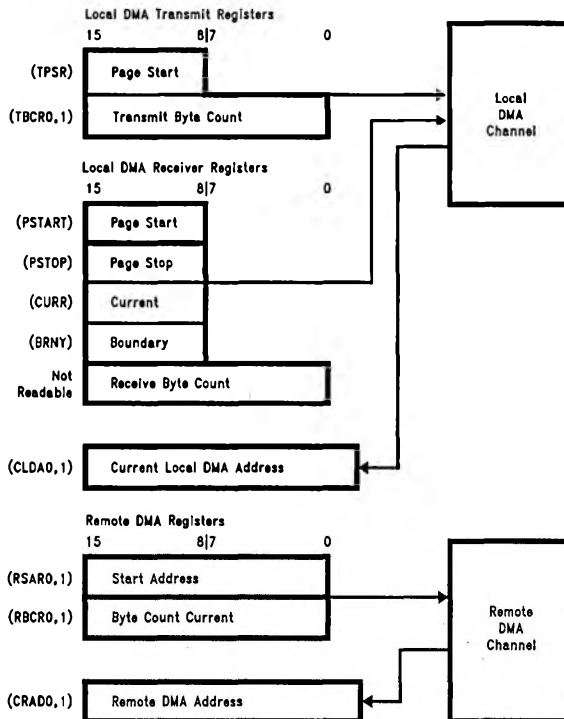 Local DMA Transmit Registers
15 8|7 0
(TPSR) Page Start
(TBCR0,1) Transmit Byte Count
Local
DMA
Channel
Local DMA Receiver Registers
15 8|7 0
(PSTART) Page Start
(PSTOP) Page Stop
(CURR) Current
(BRNY) Boundary
Not
Readable
Receive Byte Count
(CLDA0,1) Current Local DMA Address
Remote DMA Registers
15 8|7 0
(RSAR0,1) Start Address
(RBCR0,1) Byte Count Current
Remote
DMA
Channel
(CRAD0,1) Remote DMA Address